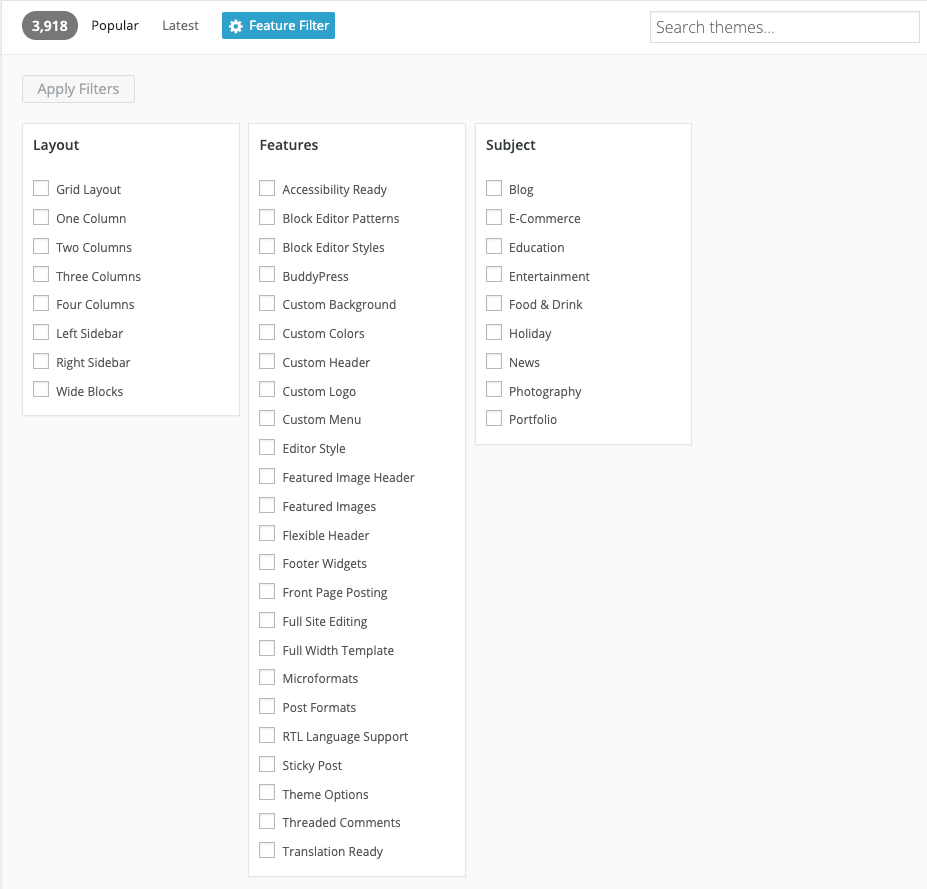 3,918 Popular Latest Feature Filter Search themes...
Apply Filters
Layout
Grid Layout
One Column
Two Columns
Three Columns
Four Columns
Left Sidebar
Right Sidebar
Wide Blocks
Features
Accessibility Ready
Block Editor Patterns
Block Editor Styles
BuddyPress
Custom Background
Custom Colors
Custom Header
Custom Logo
Custom Menu
Editor Style
Featured Image Header
Featured Images
Flexible Header
Footer Widgets
Front Page Posting
Full Site Editing
Full Width Template
Microformats
Post Formats
RTL Language Support
Sticky Post
Theme Options
Threaded Comments
Translation Ready
Subject
Blog
E-Commerce
Education
Entertainment
Food & Drink
Holiday
News
Photography
Portfolio